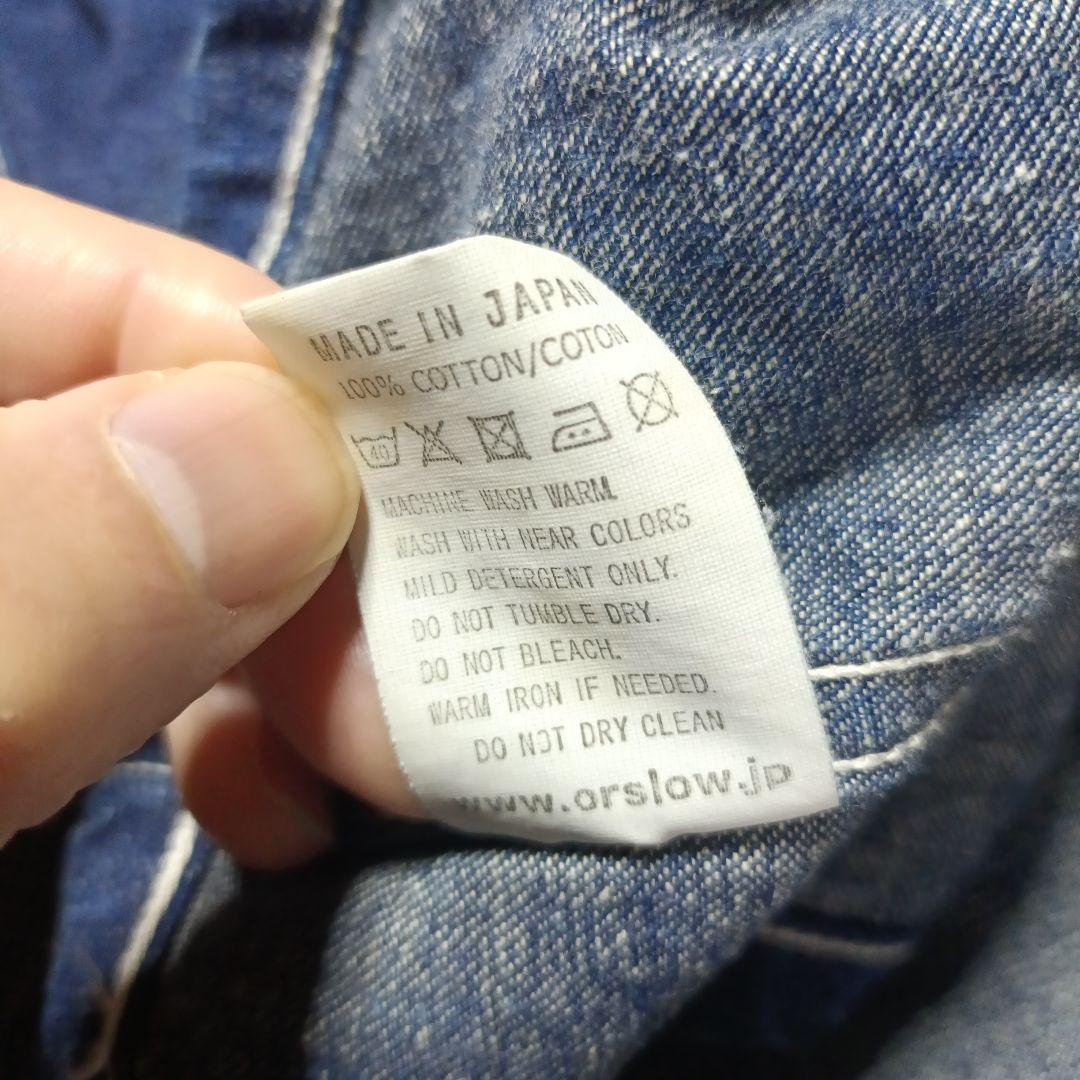 MADE IN JAPAN
100% COTTON/COTON
40
MACHINE WASH WARM.
WASH WITH NEAR COLORS
MILD DETERGENT ONLY.
DO NOT TUMBLE DRY.
DO NOT BLEACH.
WARM IRON IF NEEDED.
DO NOT DRY CLEAN
www.orslow.jp